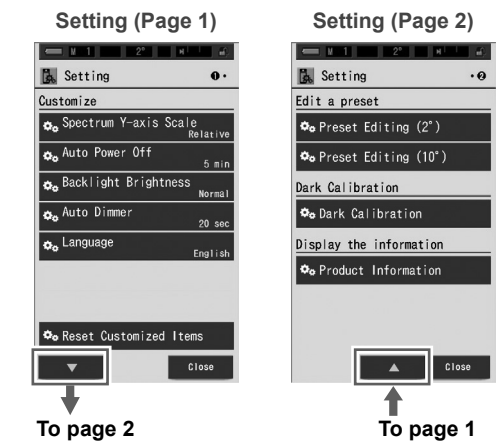 Setting (Page 1)
M 1 2°
Setting
Customize
Spectrum Y-axis Scale
Relative
Auto Power Off
5 min
Backlight Brightness
Normal
Auto Dimmer
20 sec
Language
English
Reset Customized Items
▼ Close
To page 2
Setting (Page 2)
M 1 2°
Setting
Edit a preset
Preset Editing (2°)
Preset Editing (10°)
Dark Calibration
Dark Calibration
Display the information
Product Information
▲ Close
To page 1